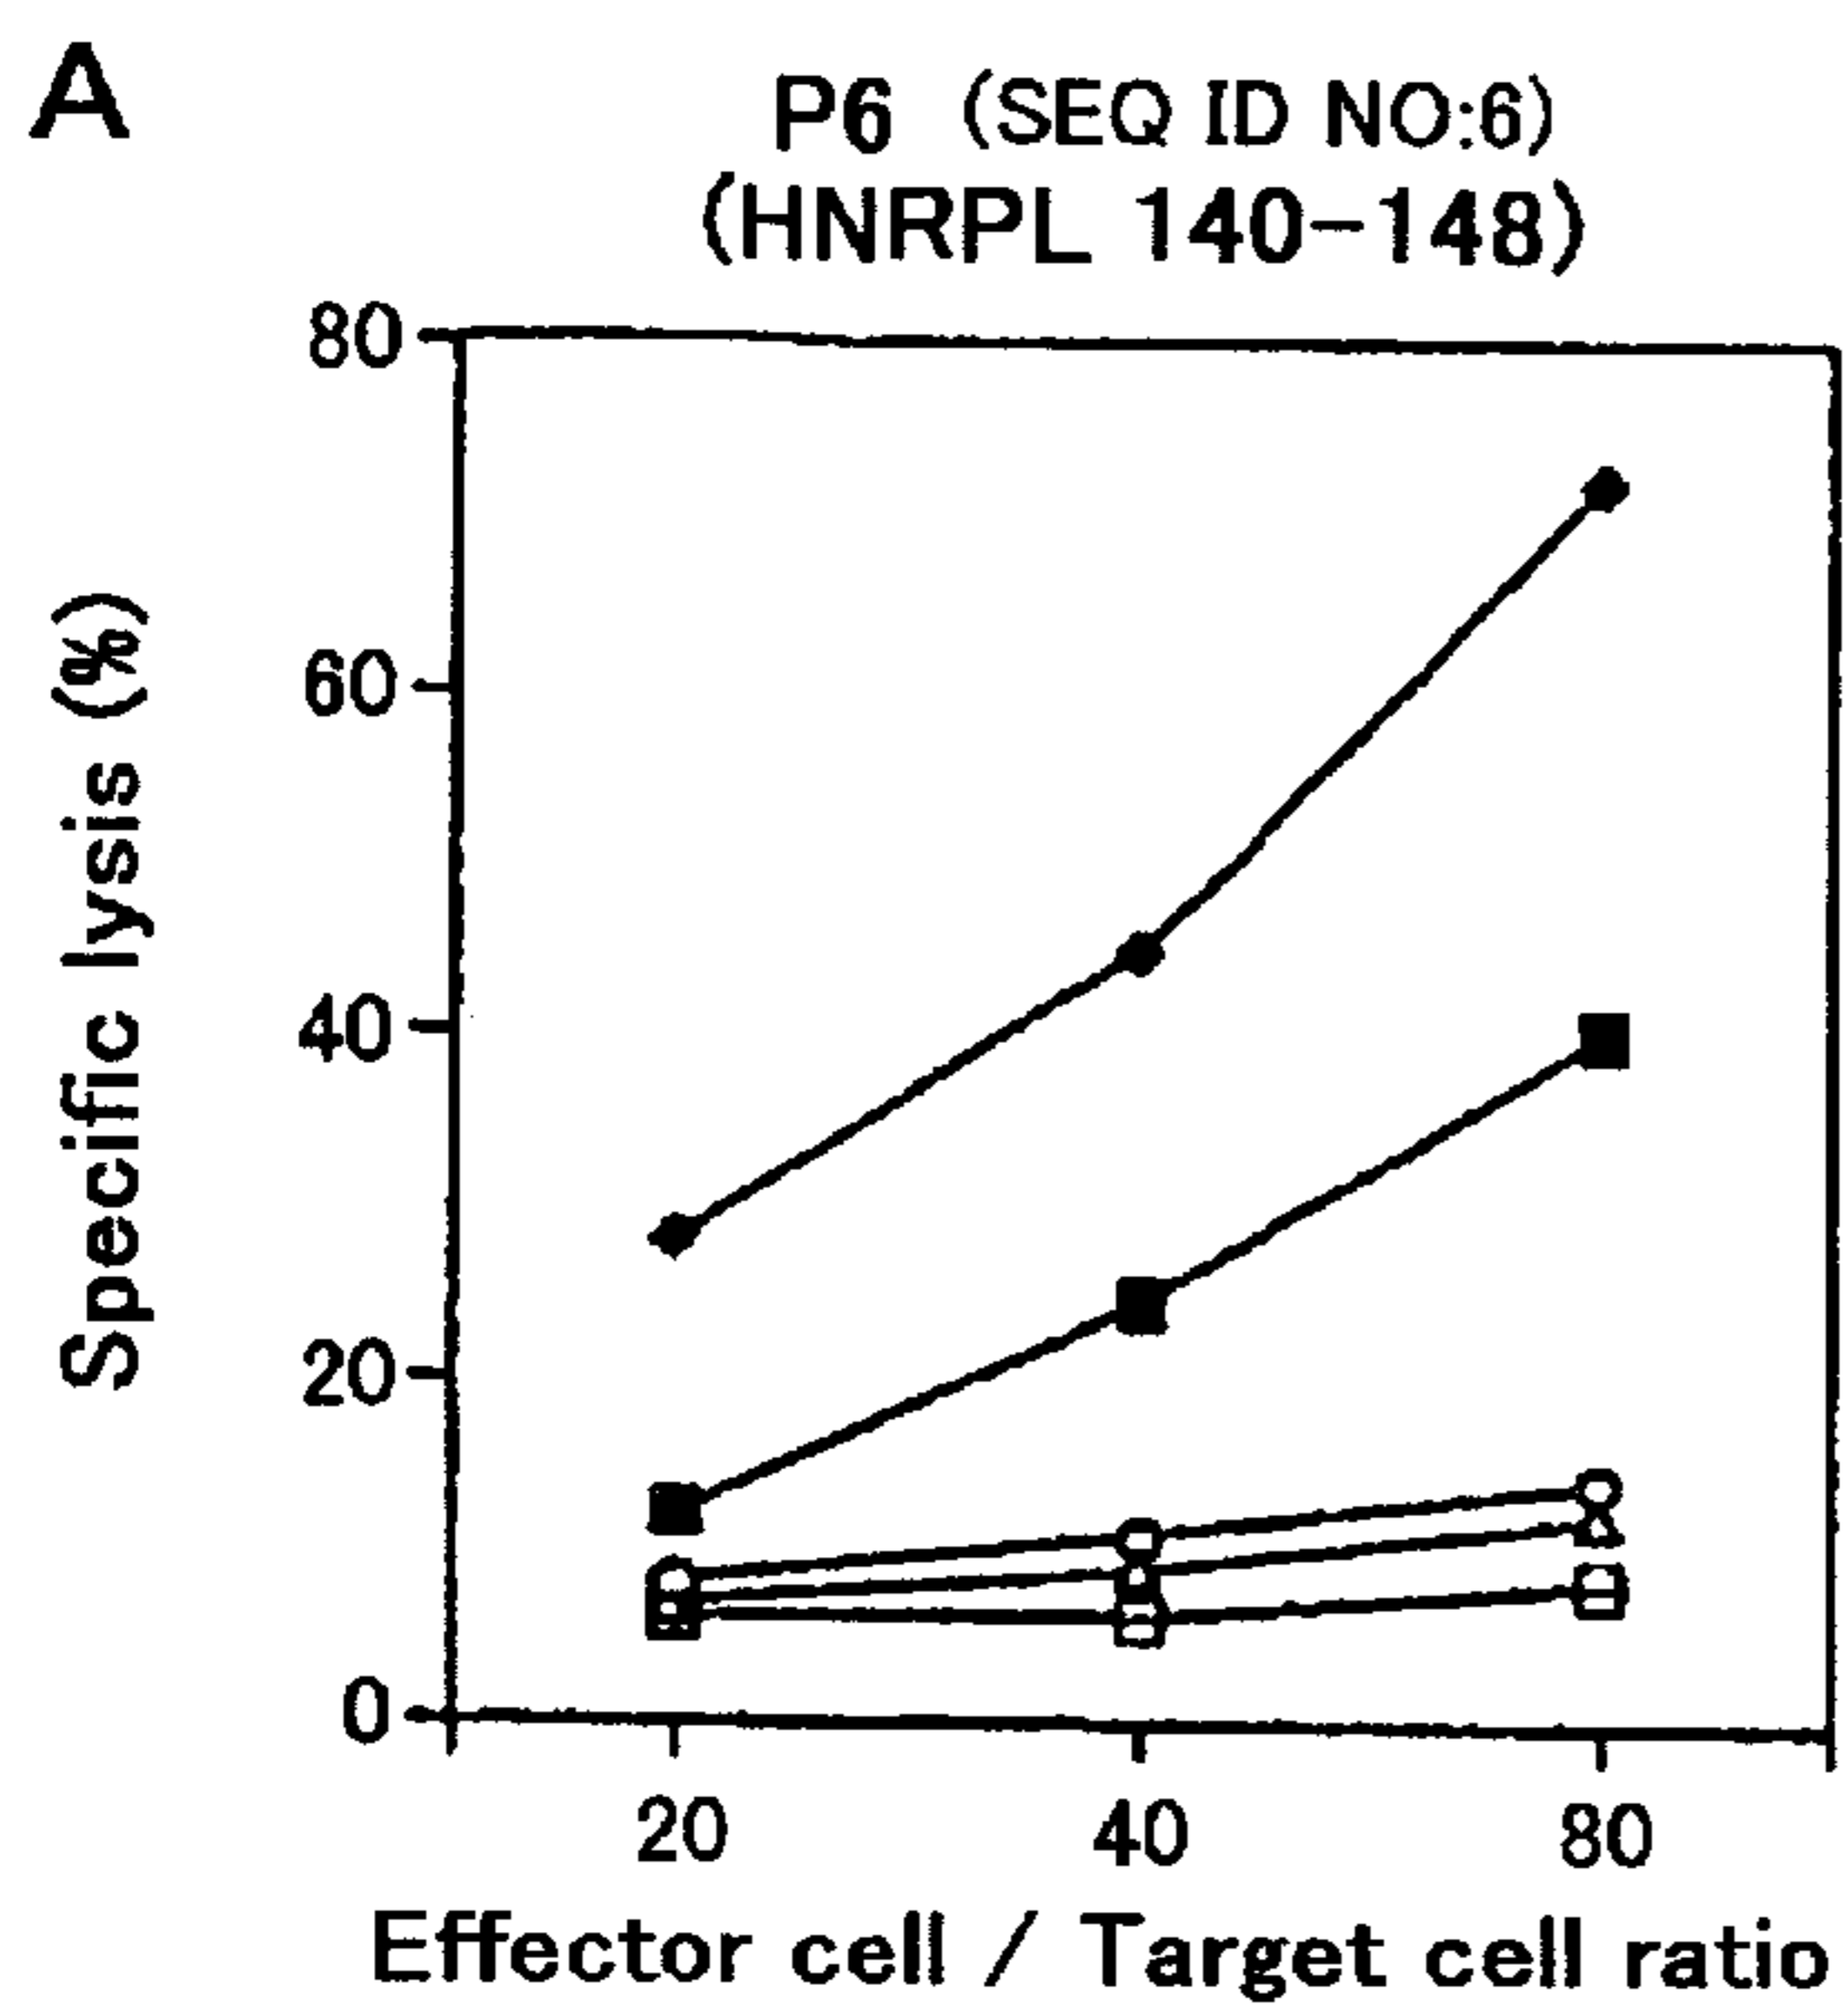 A
P6 (SEQ ID NO:6)
(HNRPL 140-148)
80
60
40
20
0
Specific lysis (%)
20 40 80
Effector cell / Target cell ratio